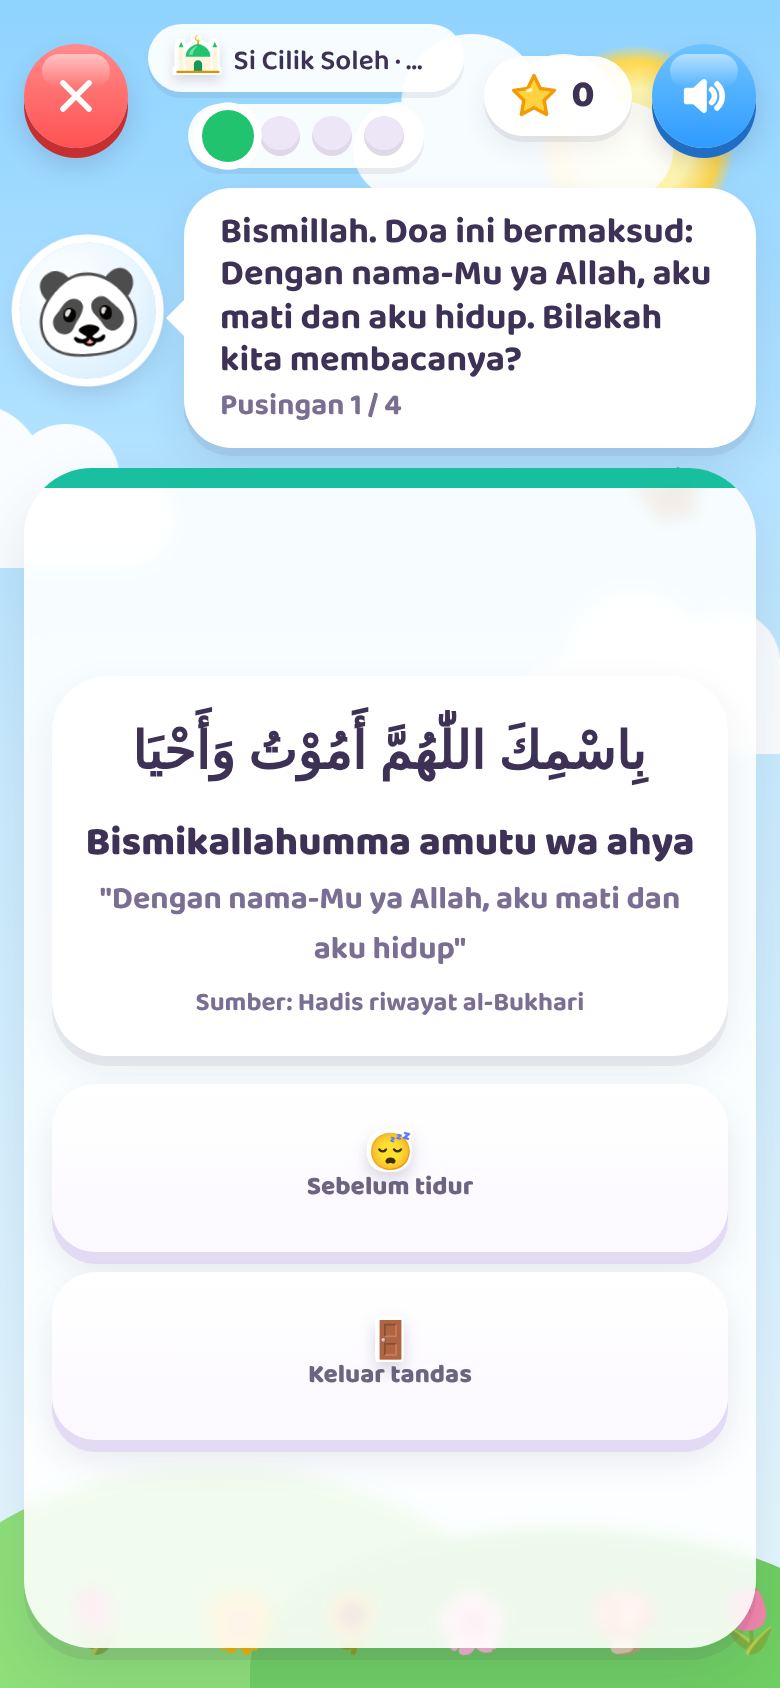 Si Cilik Soleh · ...
0
Bismillah. Doa ini bermaksud:
Dengan nama-Mu ya Allah, aku
mati dan aku hidup. Bilakah
kita membacanya?
Pusingan 1 / 4
بِاسْمِكَ اللّٰهُمَّ أَمُوْتُ وَأَحْيَا
Bismikallahumma amutu wa ahya
"Dengan nama-Mu ya Allah, aku mati dan
aku hidup"
Sumber: Hadis riwayat al-Bukhari
Sebelum tidur
Keluar tandas